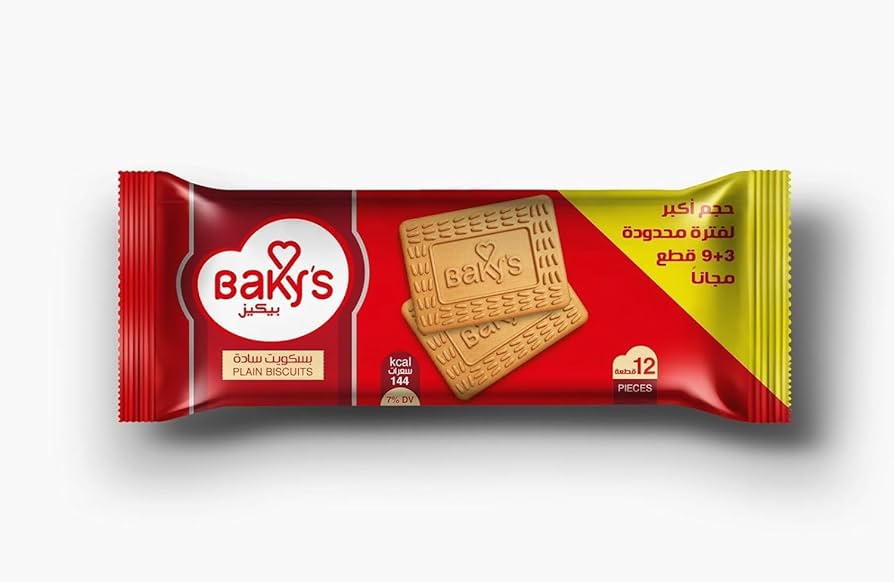 BaKy's
بيكيز
بسكويت سادة
PLAIN BISCUITS
BaKy's
BaKy's
kcal
سعرات
144
7% DV
حجم أكبر
لفترة محدودة
9+3 قطع
مجاناً
12 قطعة
PIECES